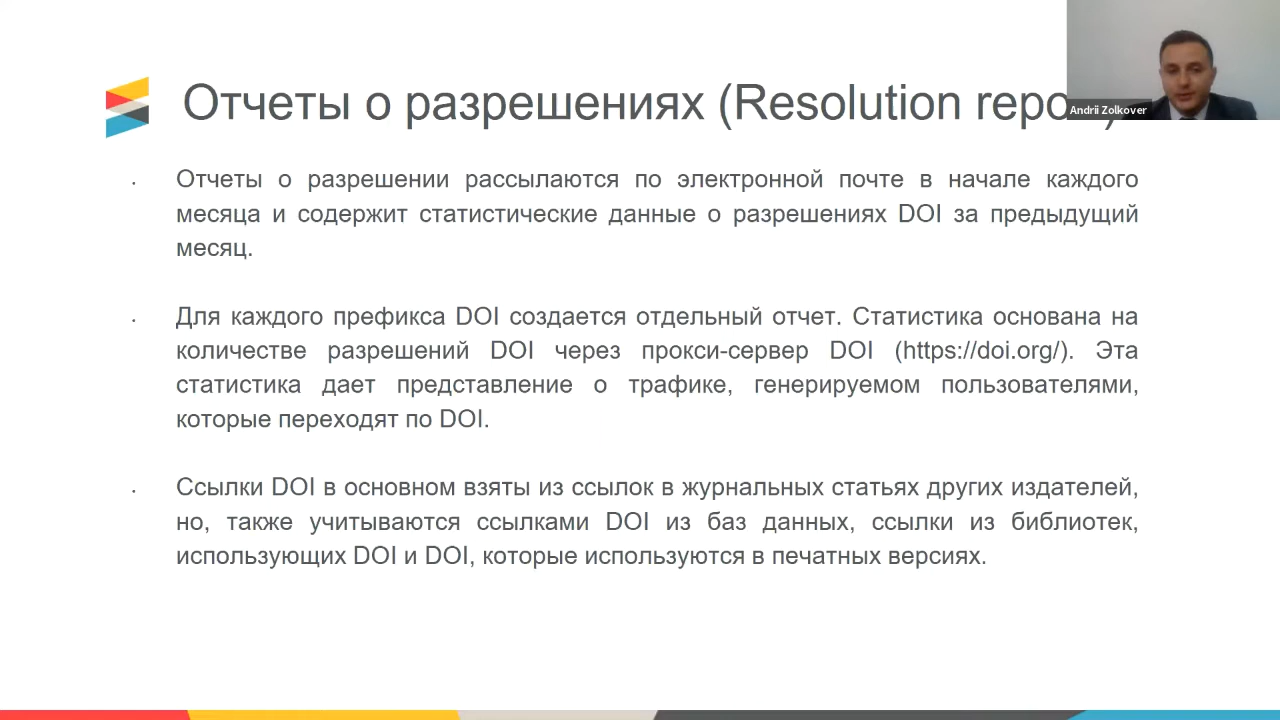 Отчеты о разрешениях (Resolution repo
Andrii Zolkover
Отчеты о разрешении рассылаются по электронной почте в начале каждого
месяца и содержит статистические данные о разрешениях DOI за предыдущий
месяц.
Для каждого префикса DOI создается отдельный отчет. Статистика основана на
количестве разрешений DOI через прокси-сервер DOI (https://doi.org/). Эта
статистика дает представление о трафике, генерируемом пользователями,
которые переходят по DOI.
Ссылки DOI в основном взяты из ссылок в журнальных статьях других издателей,
но, также учитываются ссылками DOI из баз данных, ссылки из библиотек,
использующих DOI и DOI, которые используются в печатных версиях.